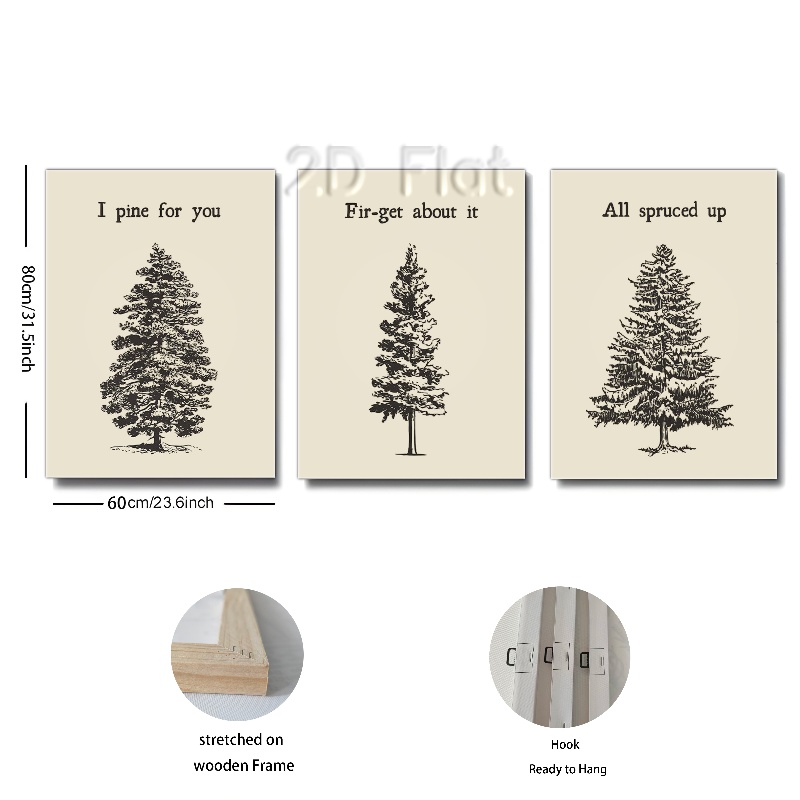 2D Flat
I pine for you
Fir-get about it
All spruced up
80cm/31.5inch
60cm/23.6inch
stretched on
wooden Frame
Hook
Ready to Hang